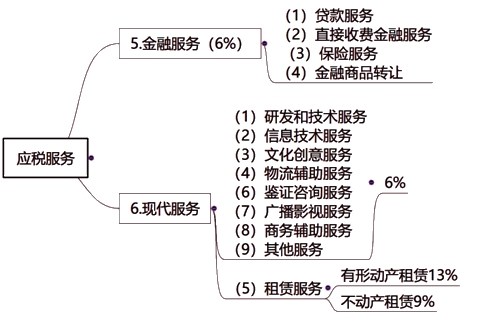 应税服务
5.金融服务（6%）
（1）贷款服务
（2）直接收费金融服务
（3）保险服务
（4）金融商品转让
6.现代服务
（1）研发和技术服务
（2）信息技术服务
（3）文化创意服务
（4）物流辅助服务
（6）鉴证咨询服务
（7）广播影视服务
（8）商务辅助服务
（9）其他服务
6%
（5）租赁服务
有形动产租赁13%
不动产租赁9%